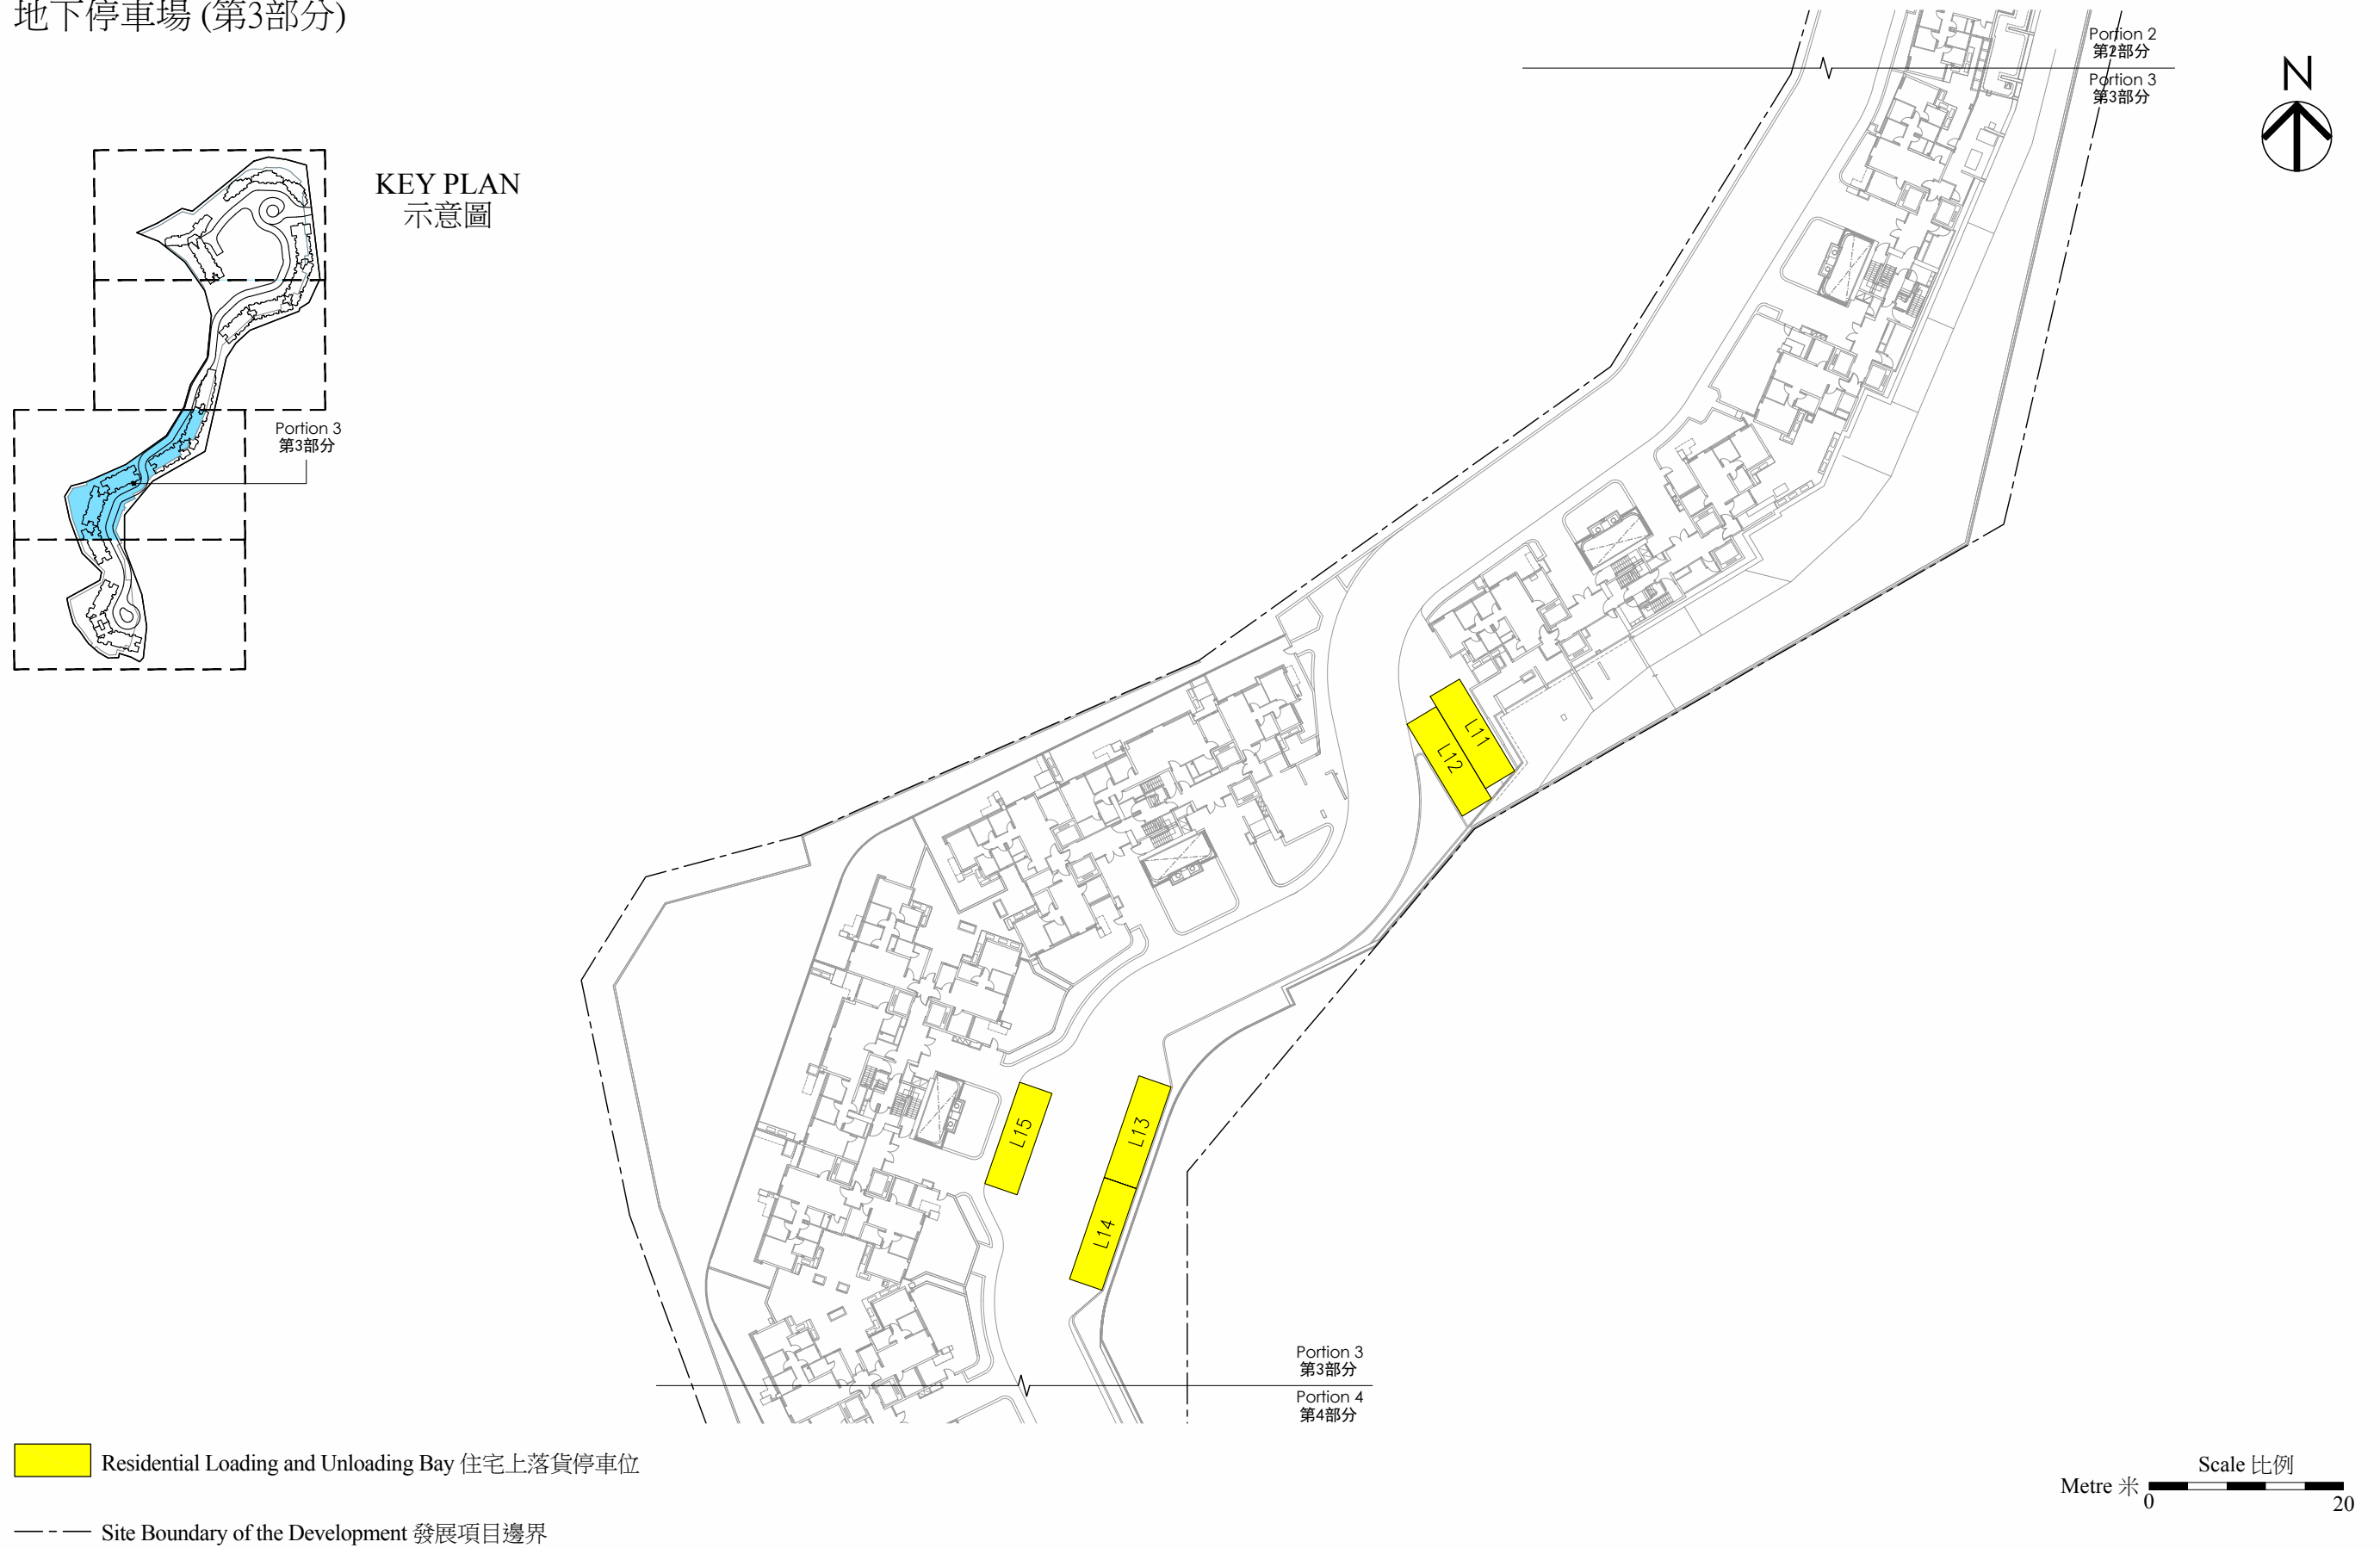 地下停車場 (第3部分)
Portion 2
第2部分
Portion 3
第3部分
N
KEY PLAN
示意圖
Portion 3
第3部分
L11
L12
L13
L15
L14
Portion 3
第3部分
Portion 4
第4部分
Residential Loading and Unloading Bay 住宅上落貨停車位
Site Boundary of the Development 發展項目邊界
Scale 比例
Metre 米
0
20